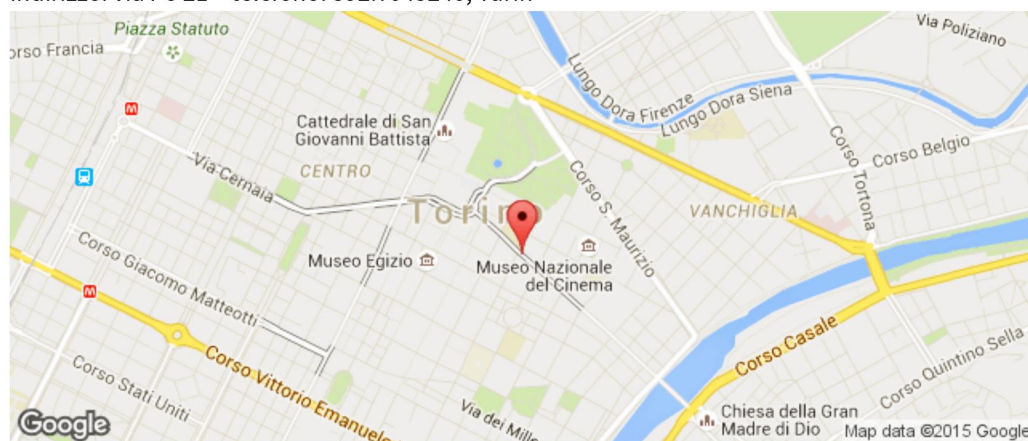 Via Poliziano
Piazza Statuto
orso Francia
Lungo Dora Firenze
Lungo Dora Siena
Cattedrale di San
Giovanni Battista
Corso Belgio
Corso Tortona
CENTRO
Via Cernaia
Corso S. Maurizio
VANCHIGLIA
Torino
Museo Egizio
Museo Nazionale
del Cinema
Corso Giacomo Matteotti
Corso Vittorio Emanuele
Corso Casale
Corso Quintino Sella
Corso Stati Uniti
Via dei Mille
Chiesa della Gran
Madre di Dio
Google
Map data ©2015 Google